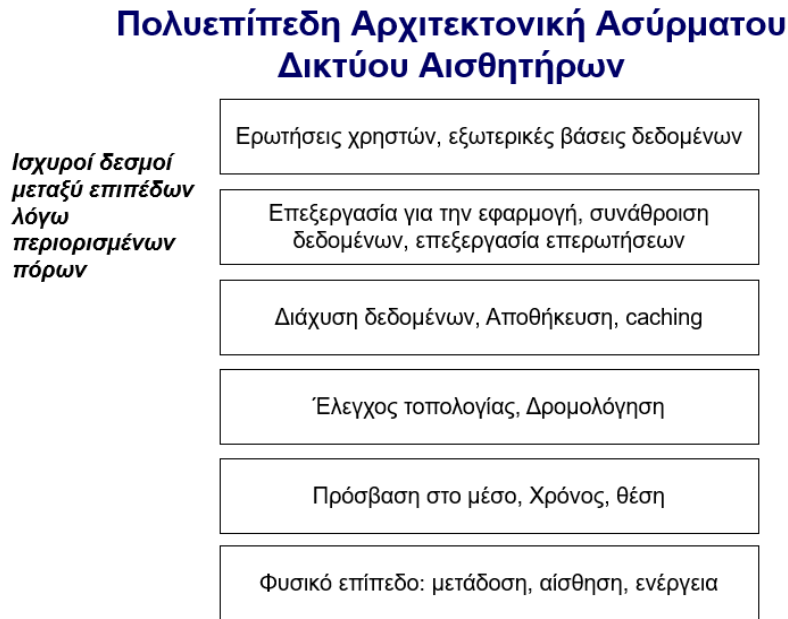 Πολυεπίπεδη Αρχιτεκτονική Ασύρματου
Δικτύου Αισθητήρων
Ισχυροί δεσμοί
μεταξύ επιπέδων
λόγω
περιορισμένων
πόρων
Ερωτήσεις χρηστών, εξωτερικές βάσεις δεδομένων
Επεξεργασία για την εφαρμογή, συνάθροιση
δεδομένων, επεξεργασία επερωτήσεων
Διάχυση δεδομένων, Αποθήκευση, caching
Έλεγχος τοπολογίας, Δρομολόγηση
Πρόσβαση στο μέσο, Χρόνος, θέση
Φυσικό επίπεδο: μετάδοση, αίσθηση, ενέργεια